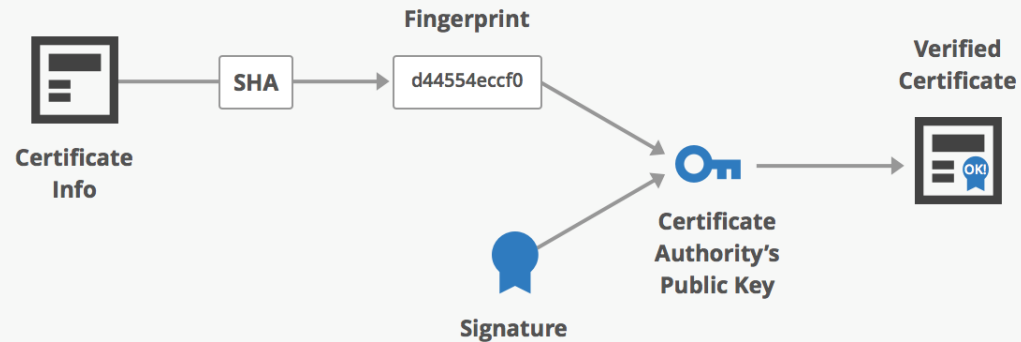 Fingerprint
Verified
Certificate
SHA
d44554eccf0
OK!
Certificate
Info
Certificate
Authority's
Public Key
Signature